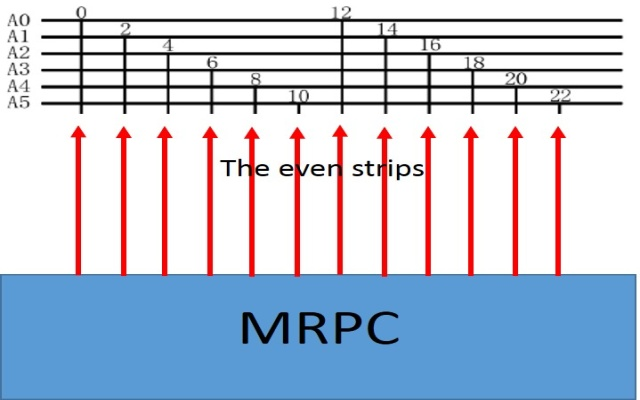 A0 0 12
A1 2 14
A2 4 16
A3 6 18
A4 8 20
A5 10 22
The even strips
MRPC